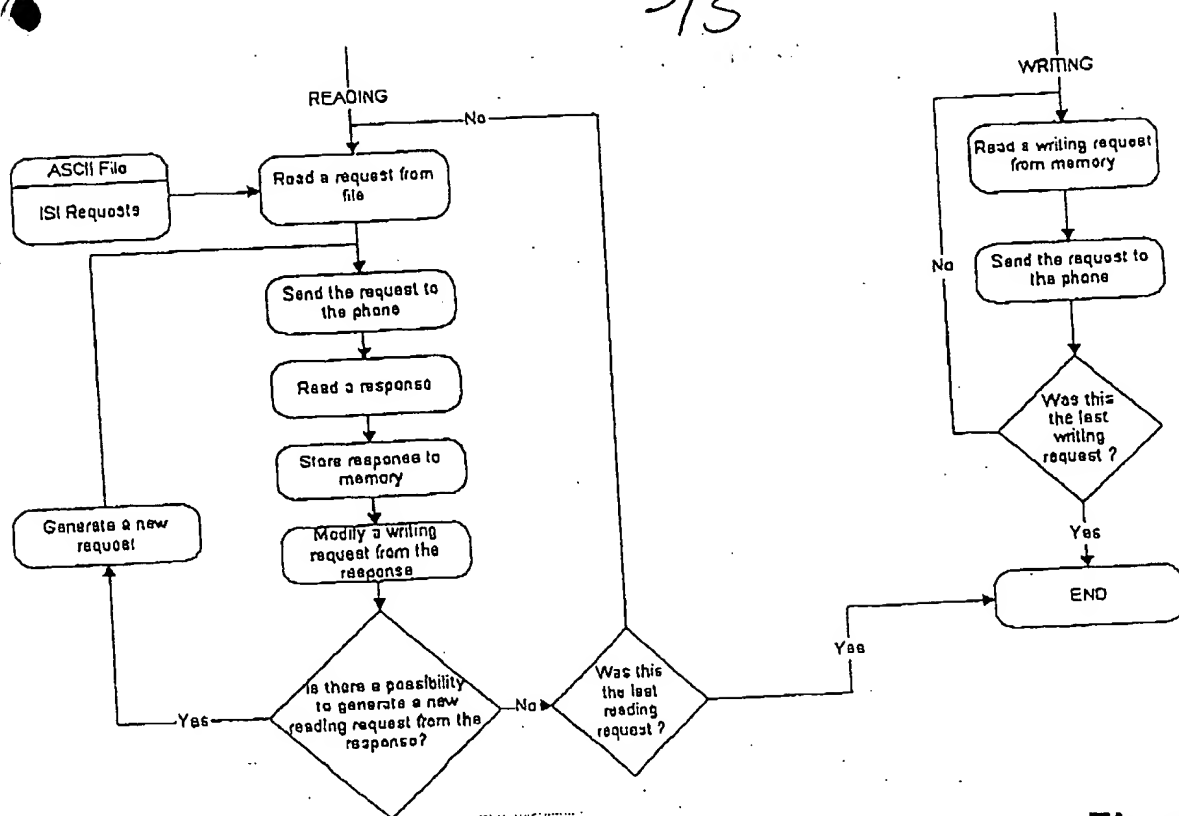 3/5
READING
No
ASCII File
ISI Requests
Read a request from
file
Send the request to
the phone
Read a response
Store response to
memory
Modify a writing
request from the
response
Generate a new
request
Is there a possibility
to generate a new
reading request from the
response?
Yes
No
Was this
the last
reading
request ?
Yes
WRITING
Read a writing request
from memory
Send the request to
the phone
No
Was this
the last
writing
request ?
Yes
END